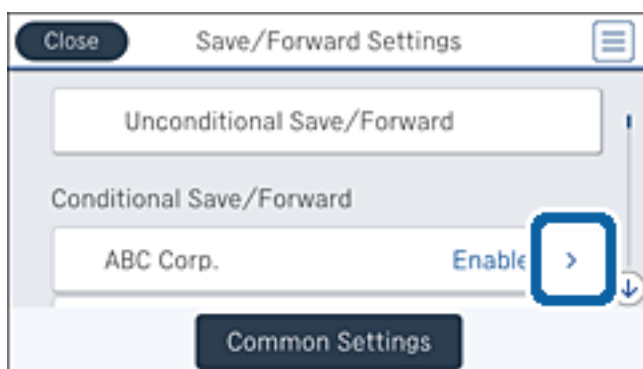 Close
Save/Forward Settings
Unconditional Save/Forward
Conditional Save/Forward
ABC Corp.
Enable
Common Settings